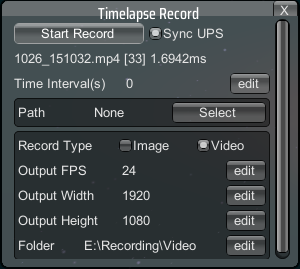 Timelapse Record X
Start Record Sync UPS
1026_151032.mp4 [33] 1.6942ms
Time Interval(s) 0 edit
Path None Select
Record Type Image Video
Output FPS 24 edit
Output Width 1920 edit
Output Height 1080 edit
Folder E:\Recording\Video edit